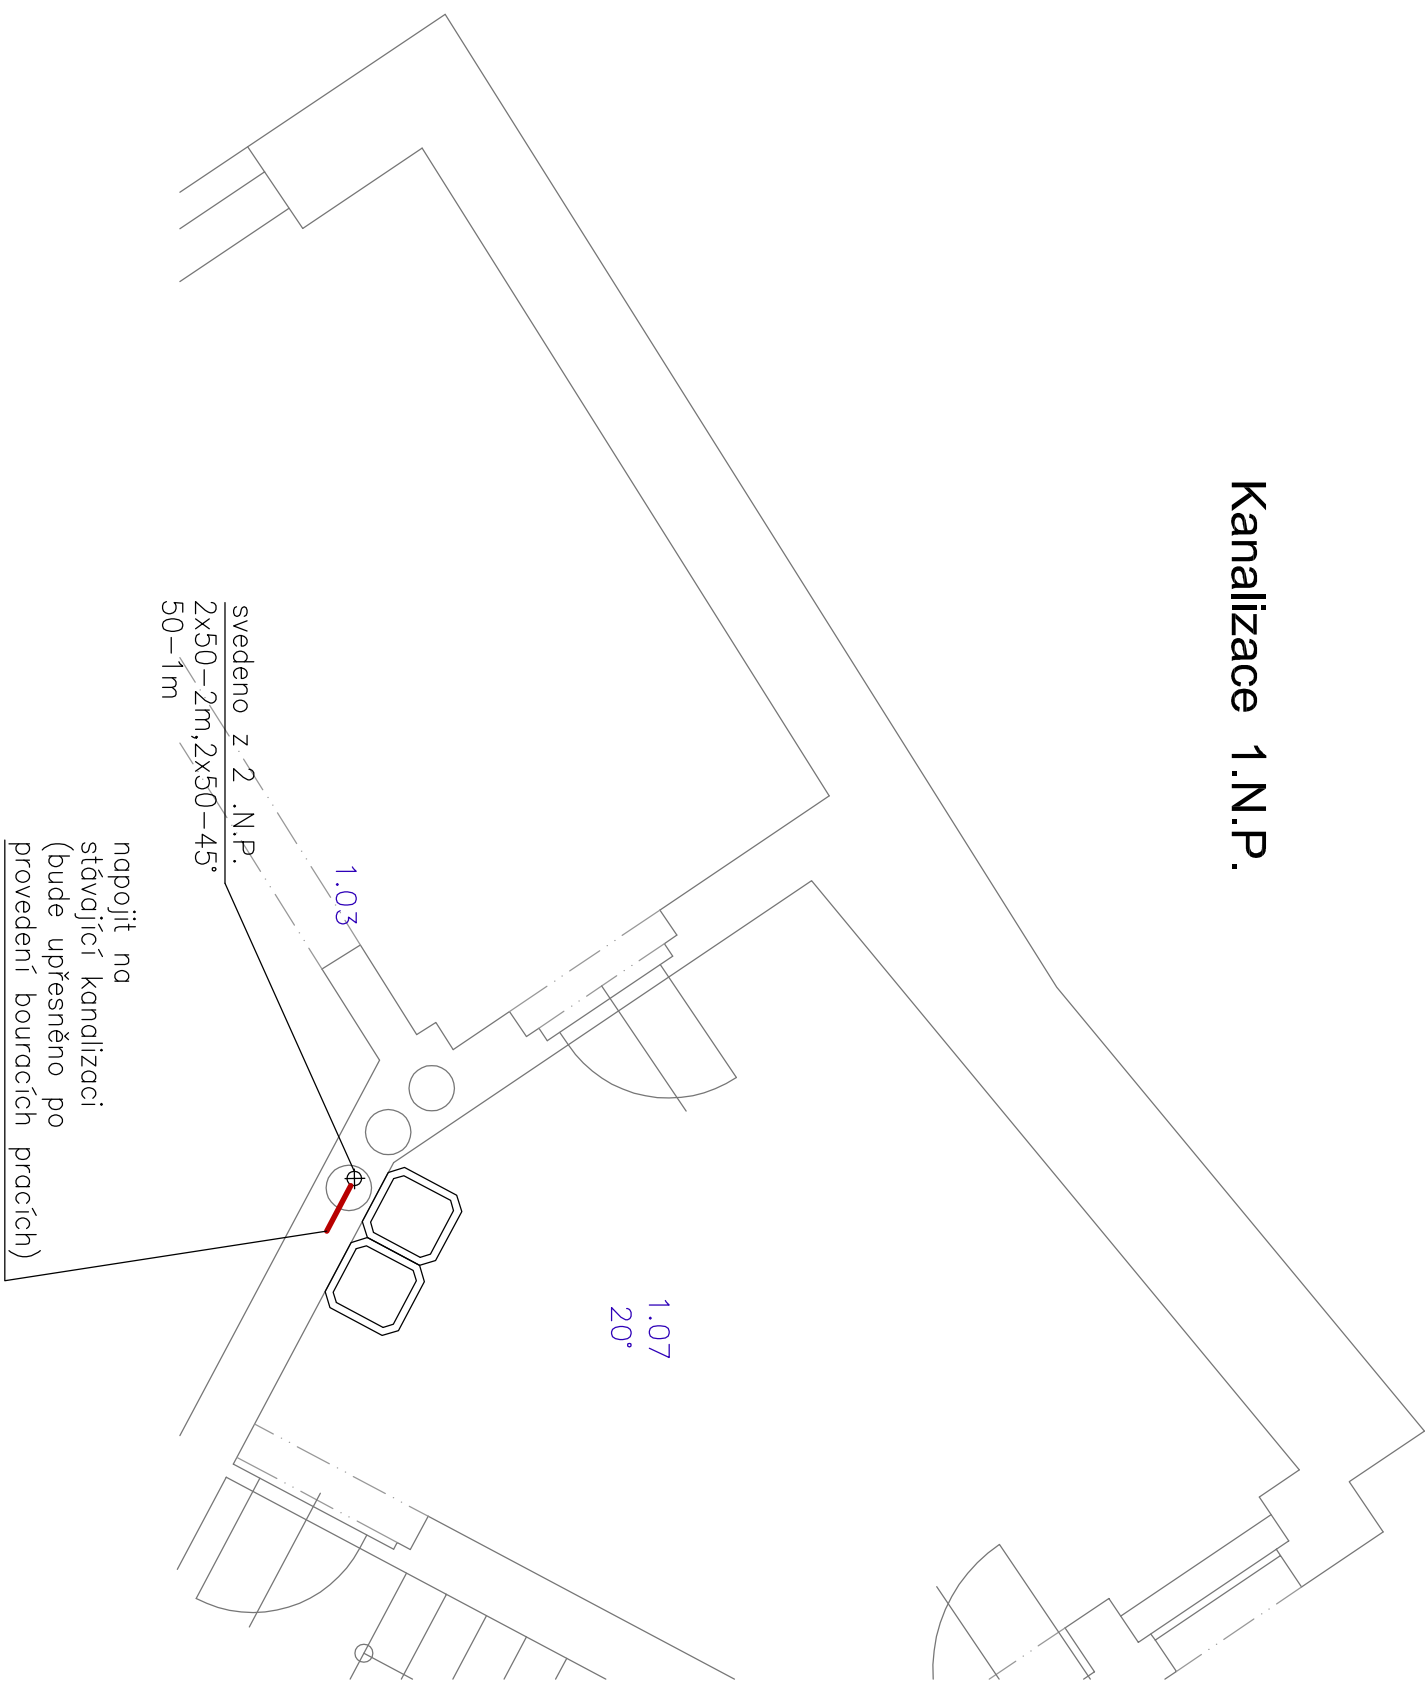 Kanalizace 1.N.P.
svedeno z 2 .N.P.
2x50-2m,2x50-45°
50-1m
1.03
napojit na
stávající kanalizaci
(bude upřesněno po
provedení bouracích pracích)
1.07
20°